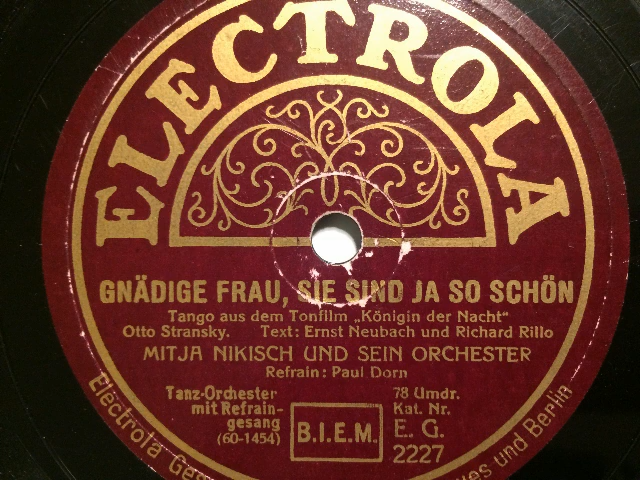 ELECTROLA
GNÄDIGE FRAU, SIE SIND JA SO SCHÖN
Tango aus dem Tonfilm „Königin der Nacht“
Otto Stransky. Text: Ernst Neubach und Richard Rillo
MITJA NIKISCH UND SEIN ORCHESTER
Refrain: Paul Dorn
Tanz-Orchester
mit Refrain-
gesang
(60-1454)
B.I.E.M.
78 Umdr.
Kat. Nr.
E. G.
2227
Electrola
und Berlin